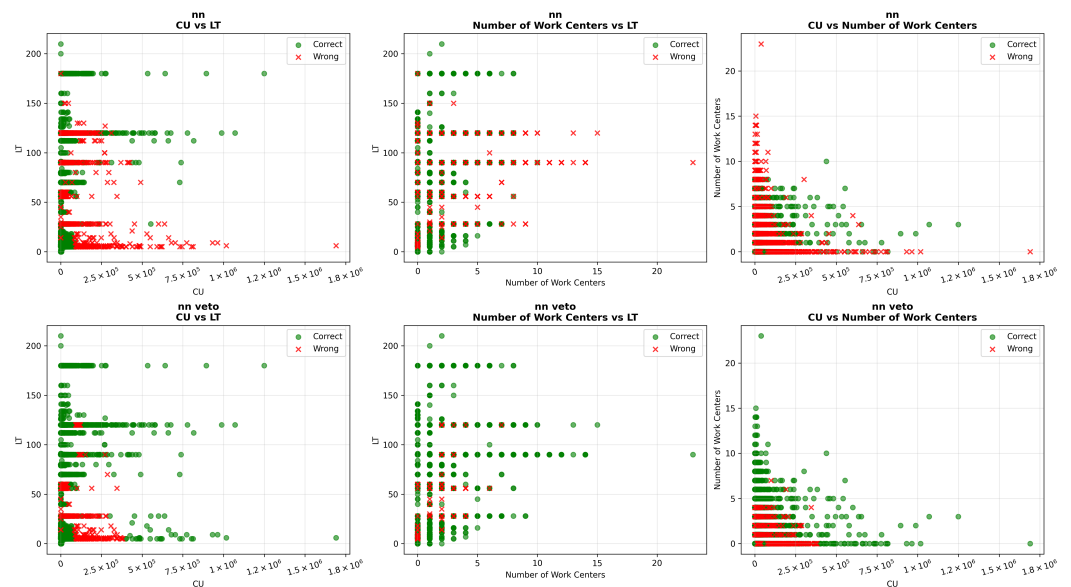 nn
CU vs LT
LT
200
150
100
50
0
Correct
Wrong
0
2.5 × 10⁵
5 × 10⁵
7.5 × 10⁵
1 × 10⁶
1.2 × 10⁶
1.5 × 10⁶
1.8 × 10⁶
CU
nn
Number of Work Centers vs LT
LT
200
150
100
50
0
Correct
Wrong
0
5
10
15
20
Number of Work Centers
nn
CU vs Number of Work Centers
Number of Work Centers
20
15
10
5
0
Correct
Wrong
0
2.5 × 10⁵
5 × 10⁵
7.5 × 10⁵
1 × 10⁶
1.2 × 10⁶
1.5 × 10⁶
1.8 × 10⁶
CU
nn veto
CU vs LT
LT
200
150
100
50
0
Correct
Wrong
0
2.5 × 10⁵
5 × 10⁵
7.5 × 10⁵
1 × 10⁶
1.2 × 10⁶
1.5 × 10⁶
1.8 × 10⁶
CU
nn veto
Number of Work Centers vs LT
LT
200
150
100
50
0
Correct
Wrong
0
5
10
15
20
Number of Work Centers
nn veto
CU vs Number of Work Centers
Number of Work Centers
20
15
10
5
0
Correct
Wrong
0
2.5 × 10⁵
5 × 10⁵
7.5 × 10⁵
1 × 10⁶
1.2 × 10⁶
1.5 × 10⁶
1.8 × 10⁶
CU